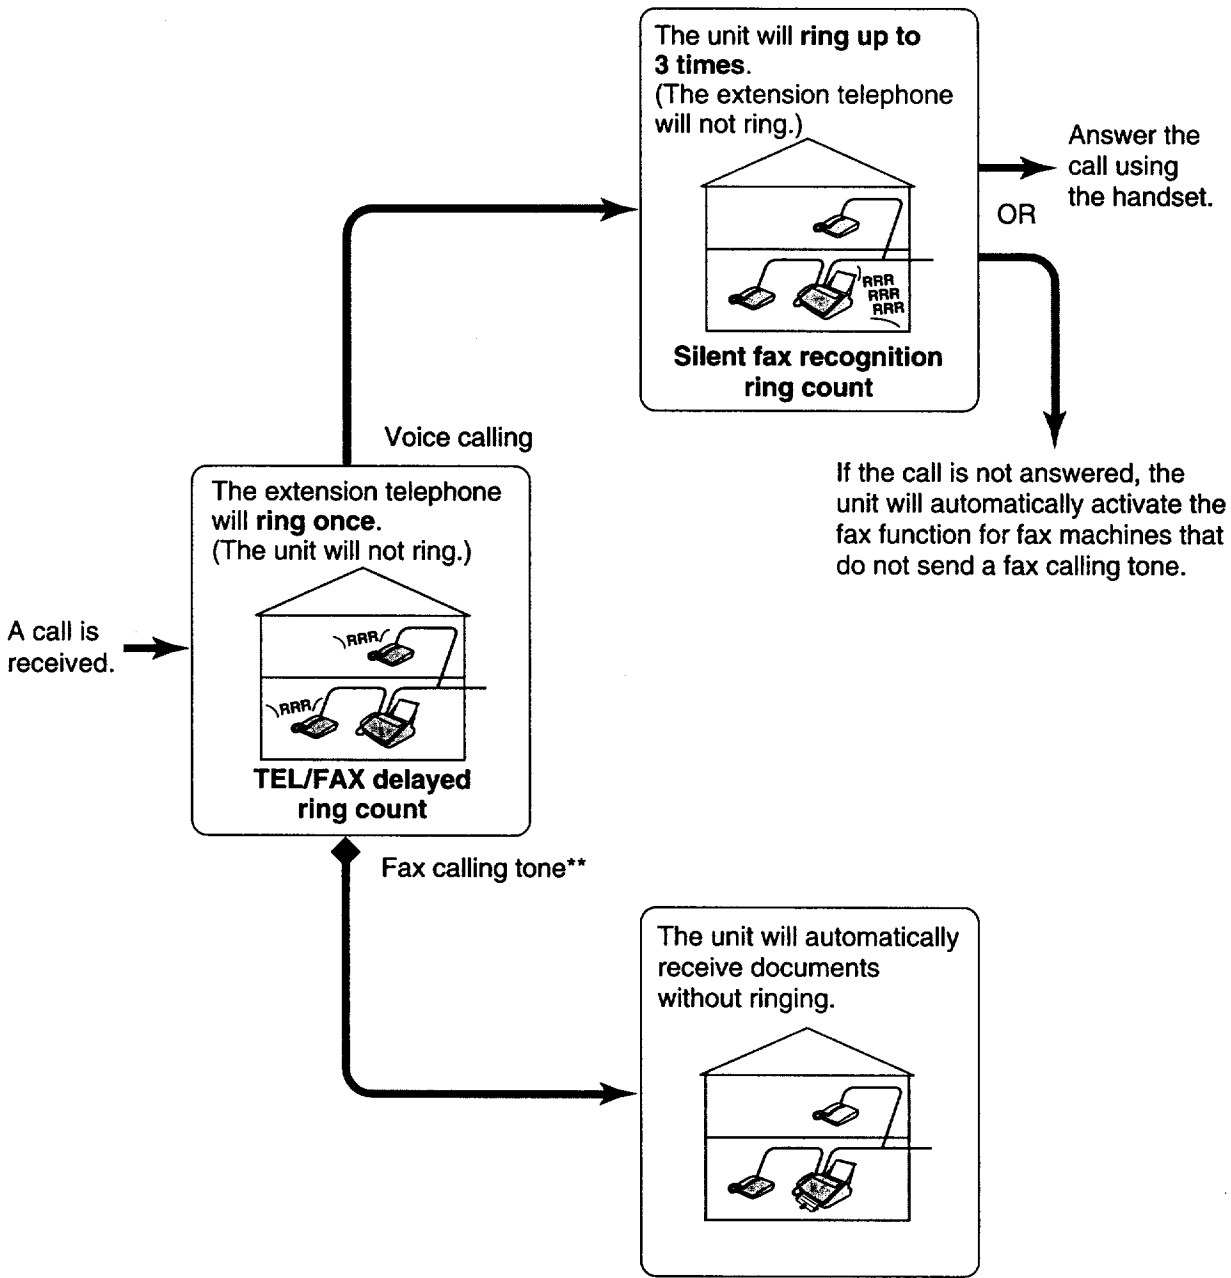 The unit will ring up to
3 times.
(The extension telephone
will not ring.)
RRR
RRR
RRR
Silent fax recognition
ring count
Answer the
call using
the handset.
OR
If the call is not answered, the
unit will automatically activate the
fax function for fax machines that
do not send a fax calling tone.
Voice calling
A call is
received.
The extension telephone
will ring once.
(The unit will not ring.)
RRR
RRR
TEL/FAX delayed
ring count
Fax calling tone**
The unit will automatically
receive documents
without ringing.